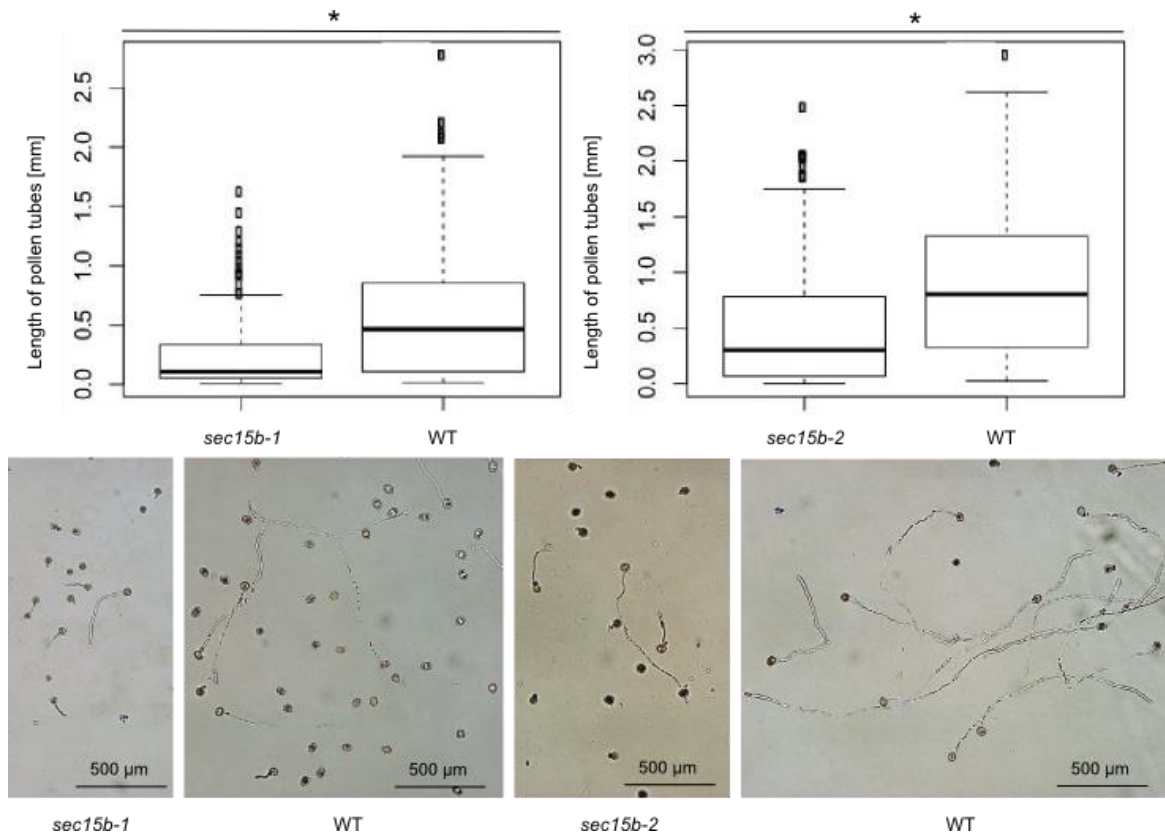 *
Length of pollen tubes [mm]
0.0 0.5 1.0 1.5 2.0 2.5
sec15b-1 WT
*
Length of pollen tubes [mm]
0.0 0.5 1.0 1.5 2.0 2.5 3.0
sec15b-2 WT
500 µm
500 µm
500 µm
500 µm
sec15b-1 WT sec15b-2 WT